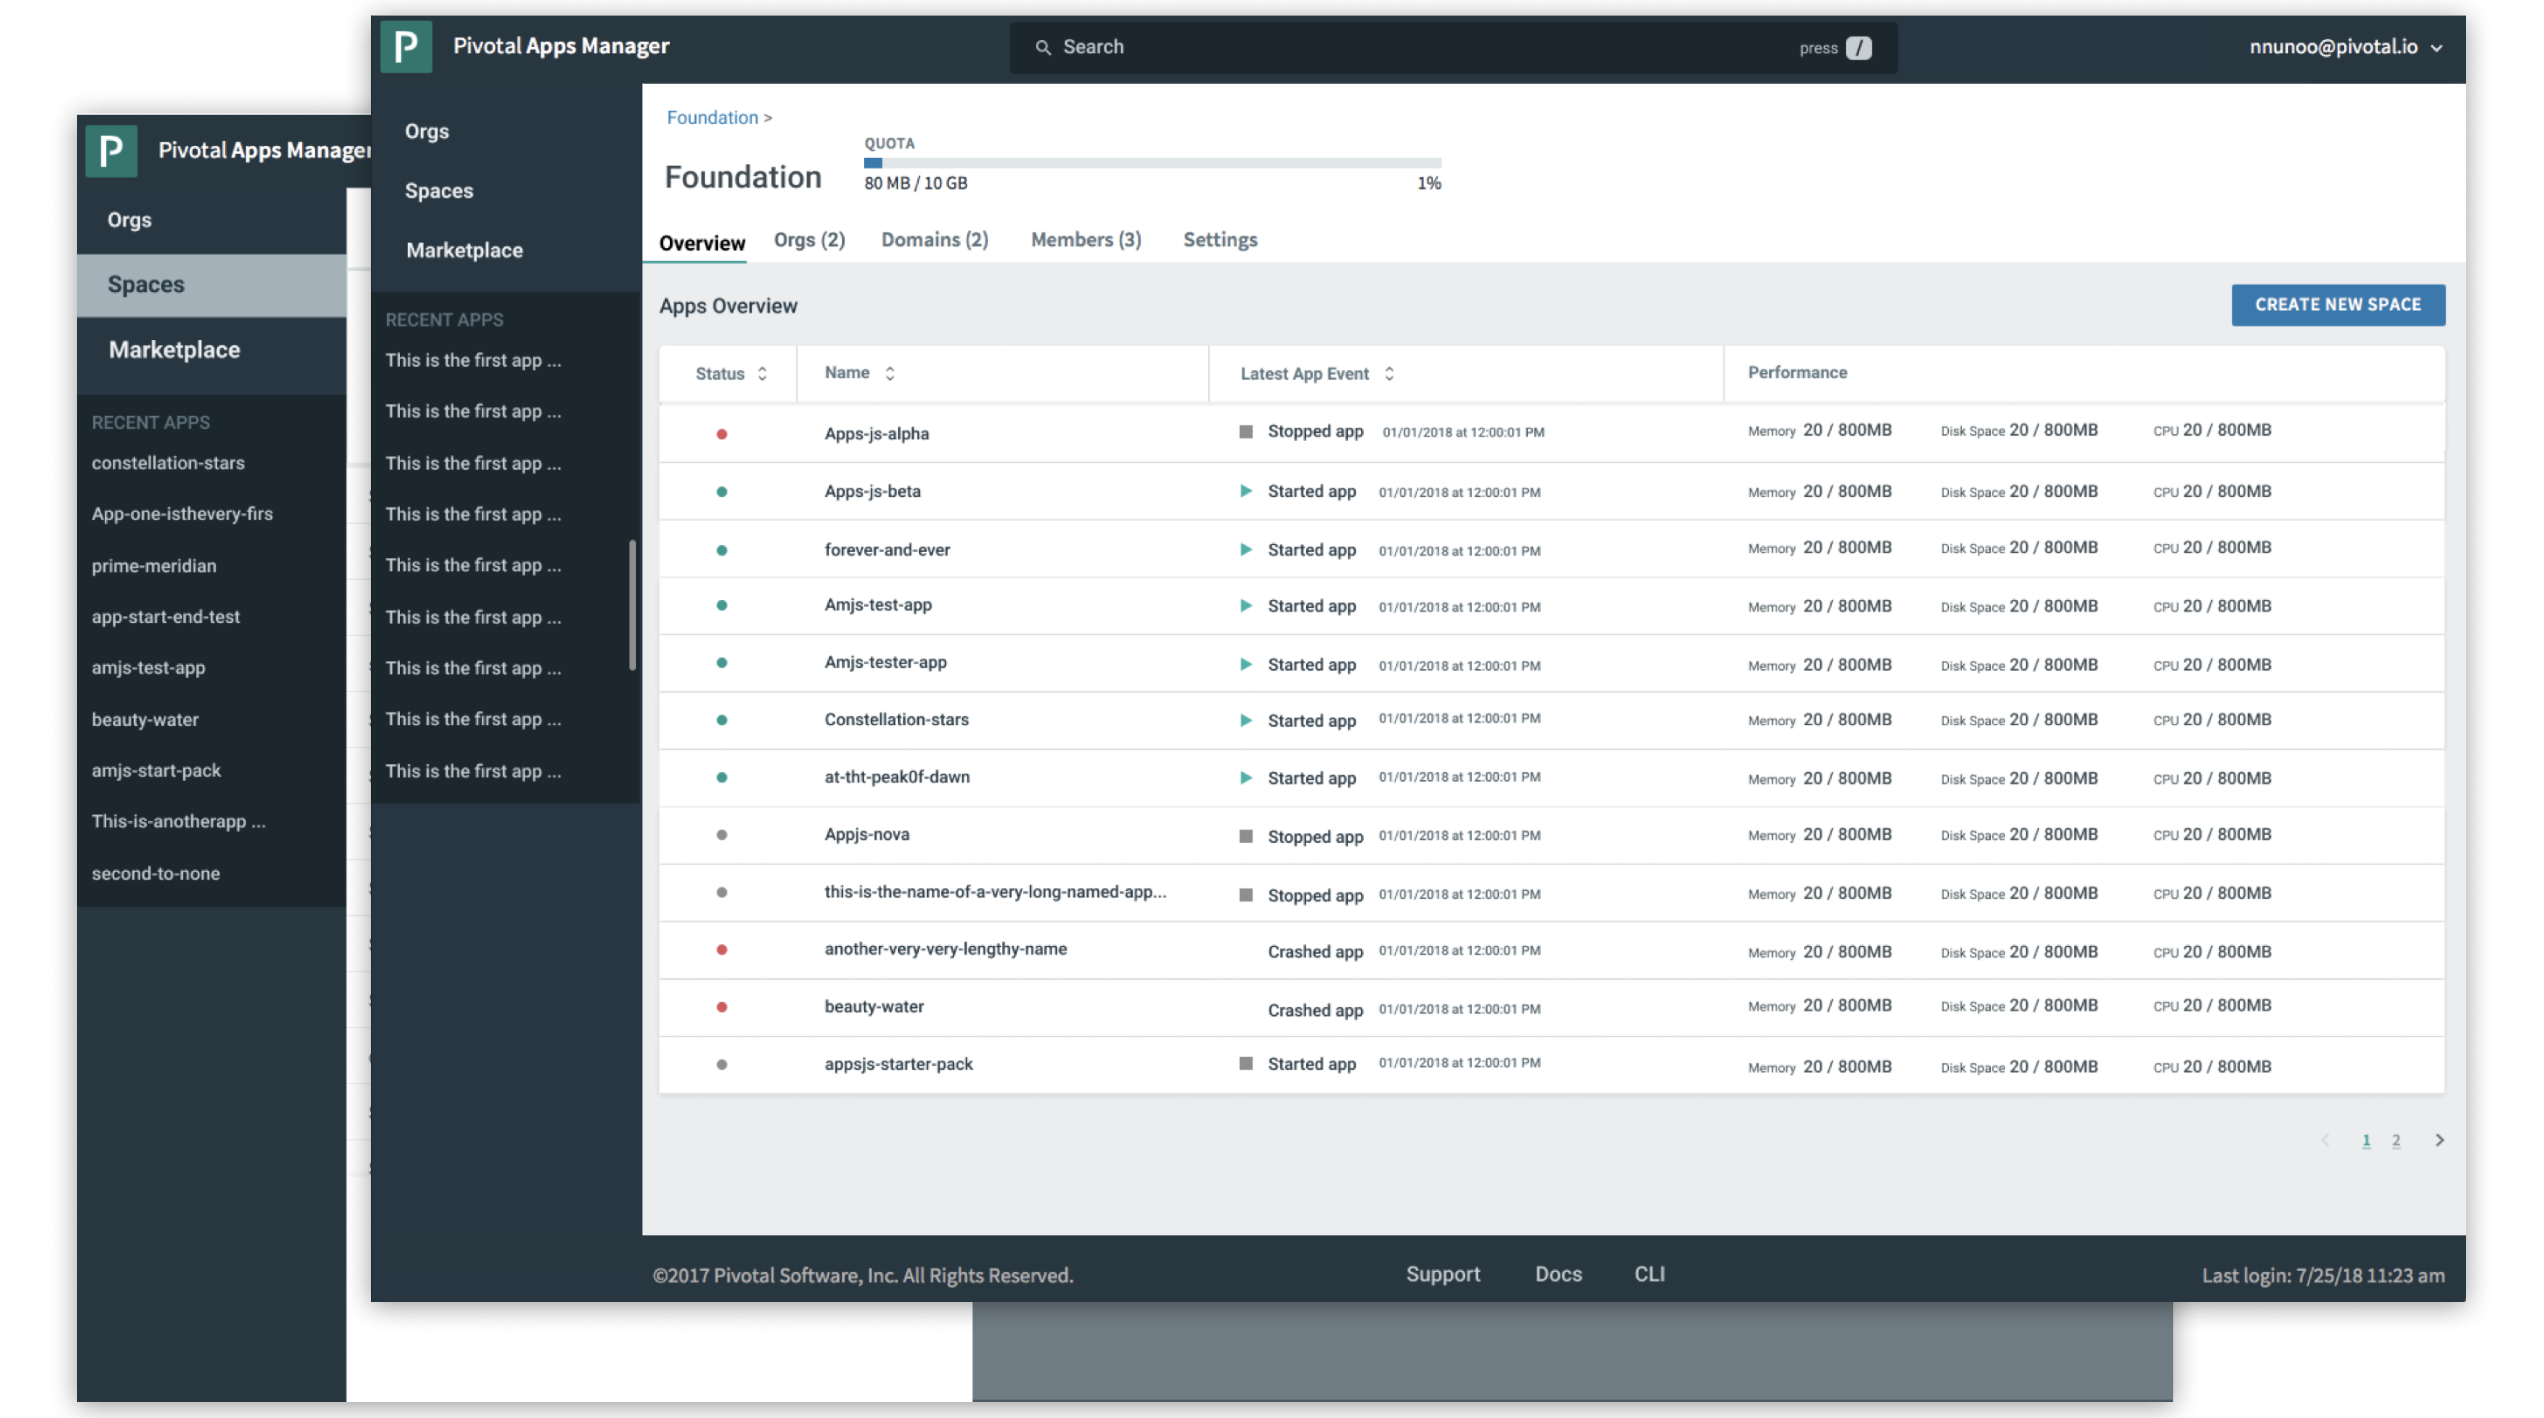 Pivotal Apps Manager
Search
press /
nnunoo@pivotal.io
Orgs
Spaces
Marketplace
RECENT APPS
This is the first app ...
This is the first app ...
This is the first app ...
This is the first app ...
This is the first app ...
This is the first app ...
This is the first app ...
This is the first app ...
This is the first app ...
Foundation >
Foundation
QUOTA
80 MB / 10 GB 1%
Overview Orgs (2) Domains (2) Members (3) Settings
Apps Overview
CREATE NEW SPACE
Status Name Latest App Event Performance
Apps-js-alpha Stopped app 01/01/2018 at 12:00:01 PM Memory 20 / 800MB Disk Space 20 / 800MB CPU 20 / 800MB
Apps-js-beta Started app 01/01/2018 at 12:00:01 PM Memory 20 / 800MB Disk Space 20 / 800MB CPU 20 / 800MB
forever-and-ever Started app 01/01/2018 at 12:00:01 PM Memory 20 / 800MB Disk Space 20 / 800MB CPU 20 / 800MB
Amjs-test-app Started app 01/01/2018 at 12:00:01 PM Memory 20 / 800MB Disk Space 20 / 800MB CPU 20 / 800MB
Amjs-tester-app Started app 01/01/2018 at 12:00:01 PM Memory 20 / 800MB Disk Space 20 / 800MB CPU 20 / 800MB
Constellation-stars Started app 01/01/2018 at 12:00:01 PM Memory 20 / 800MB Disk Space 20 / 800MB CPU 20 / 800MB
at-tht-peak0f-dawn Started app 01/01/2018 at 12:00:01 PM Memory 20 / 800MB Disk Space 20 / 800MB CPU 20 / 800MB
Appjs-nova Stopped app 01/01/2018 at 12:00:01 PM Memory 20 / 800MB Disk Space 20 / 800MB CPU 20 / 800MB
this-is-the-name-of-a-very-long-named-app... Stopped app 01/01/2018 at 12:00:01 PM Memory 20 / 800MB Disk Space 20 / 800MB CPU 20 / 800MB
another-very-very-lengthy-name Crashed app 01/01/2018 at 12:00:01 PM Memory 20 / 800MB Disk Space 20 / 800MB CPU 20 / 800MB
beauty-water Crashed app 01/01/2018 at 12:00:01 PM Memory 20 / 800MB Disk Space 20 / 800MB CPU 20 / 800MB
appsjs-starter-pack Started app 01/01/2018 at 12:00:01 PM Memory 20 / 800MB Disk Space 20 / 800MB CPU 20 / 800MB
< 1 2 >
©2017 Pivotal Software, Inc. All Rights Reserved. Support Docs CLI Last login: 7/25/18 11:23 am
Pivotal Apps Manager
Orgs
Spaces
Marketplace
RECENT APPS
constellation-stars
App-one-isthevery-firs
prime-meridian
app-start-end-test
amjs-test-app
beauty-water
amjs-start-pack
This-is-anotherapp ...
second-to-none